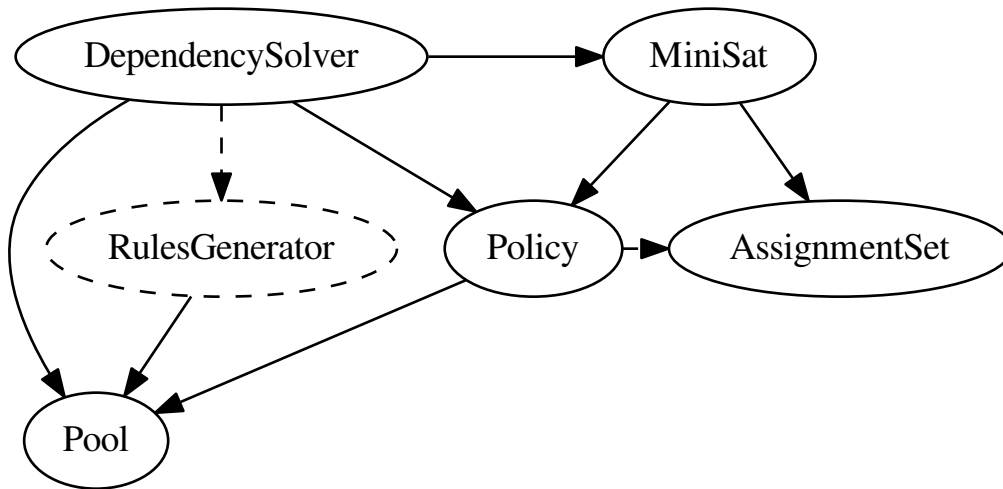 DependencySolver
MiniSat
RulesGenerator
Policy
AssignmentSet
Pool